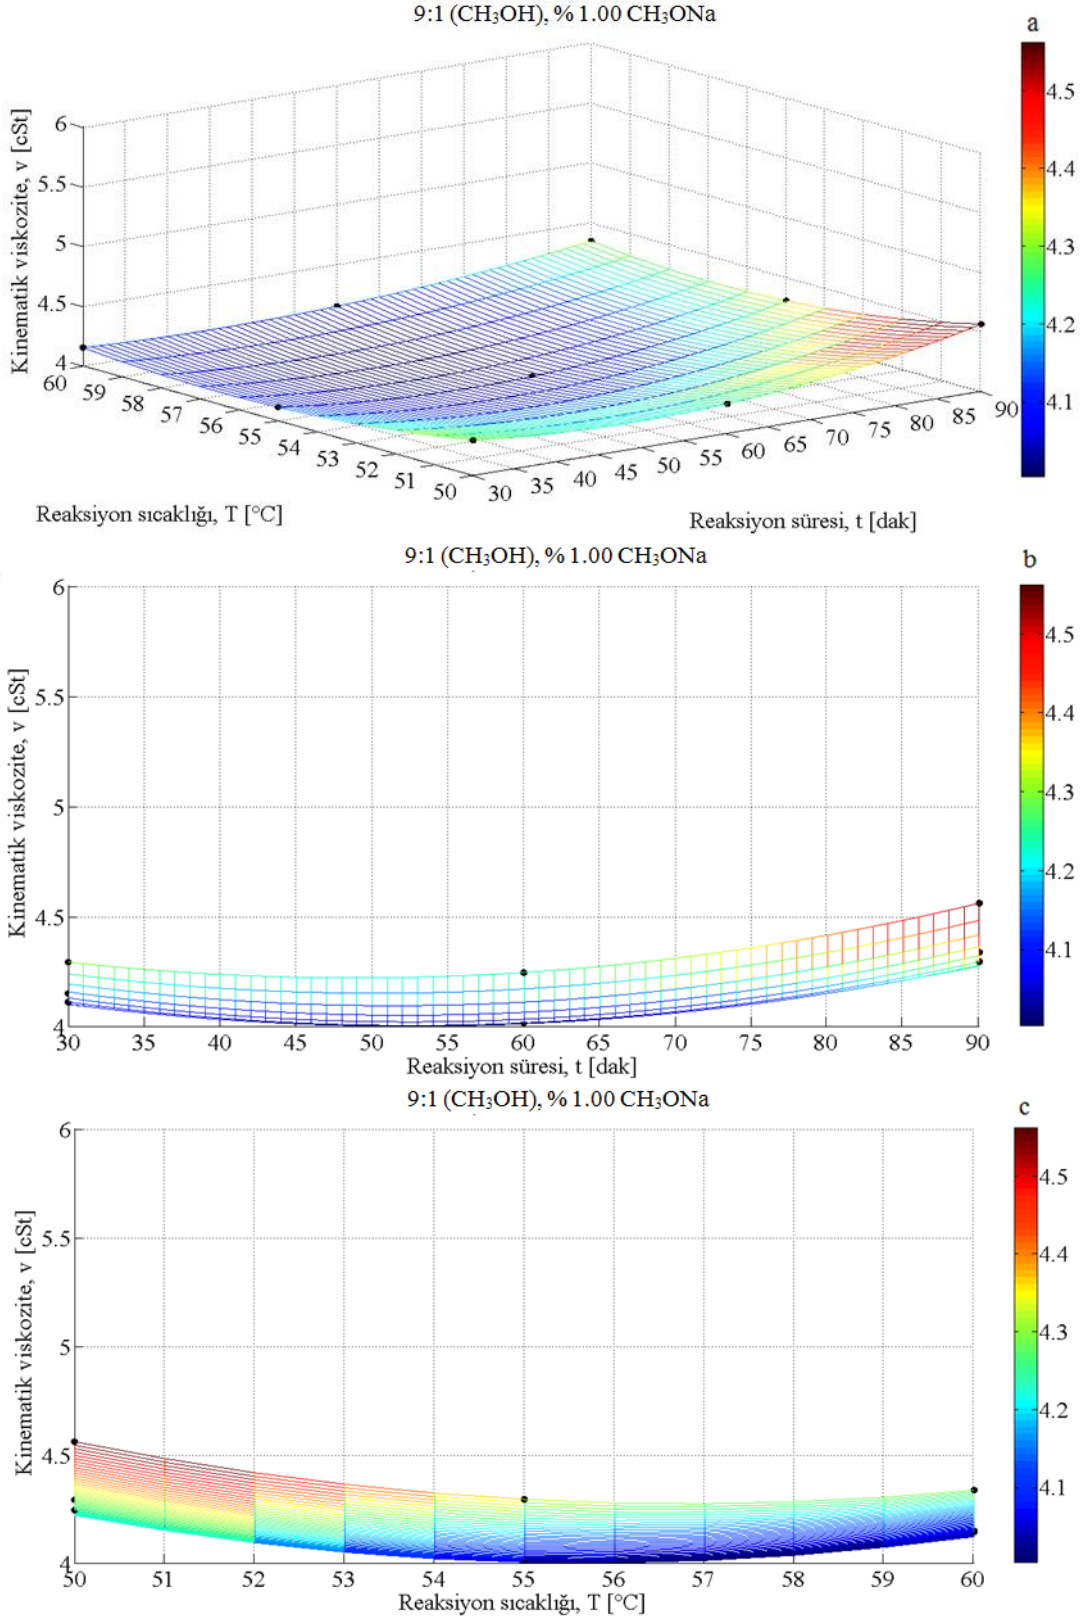 9:1 (CH₃OH), % 1.00 CH₃ONa
a
Kinematik viskozite, v [cSt]
6
5.5
5
4.5
4
60 59 58 57 56 55 54 53 52 51 50
30 35 40 45 50 55 60 65 70 75 80 85 90
Reaksiyon sıcaklığı, T [°C]
Reaksiyon süresi, t [dak]
4.5
4.4
4.3
4.2
4.1
9:1 (CH₃OH), % 1.00 CH₃ONa
b
Kinematik viskozite, v [cSt]
6
5.5
5
4.5
4
30 35 40 45 50 55 60 65 70 75 80 85 90
Reaksiyon süresi, t [dak]
4.5
4.4
4.3
4.2
4.1
9:1 (CH₃OH), % 1.00 CH₃ONa
c
Kinematik viskozite, v [cSt]
6
5.5
5
4.5
4
50 51 52 53 54 55 56 57 58 59 60
Reaksiyon sıcaklığı, T [°C]
4.5
4.4
4.3
4.2
4.1